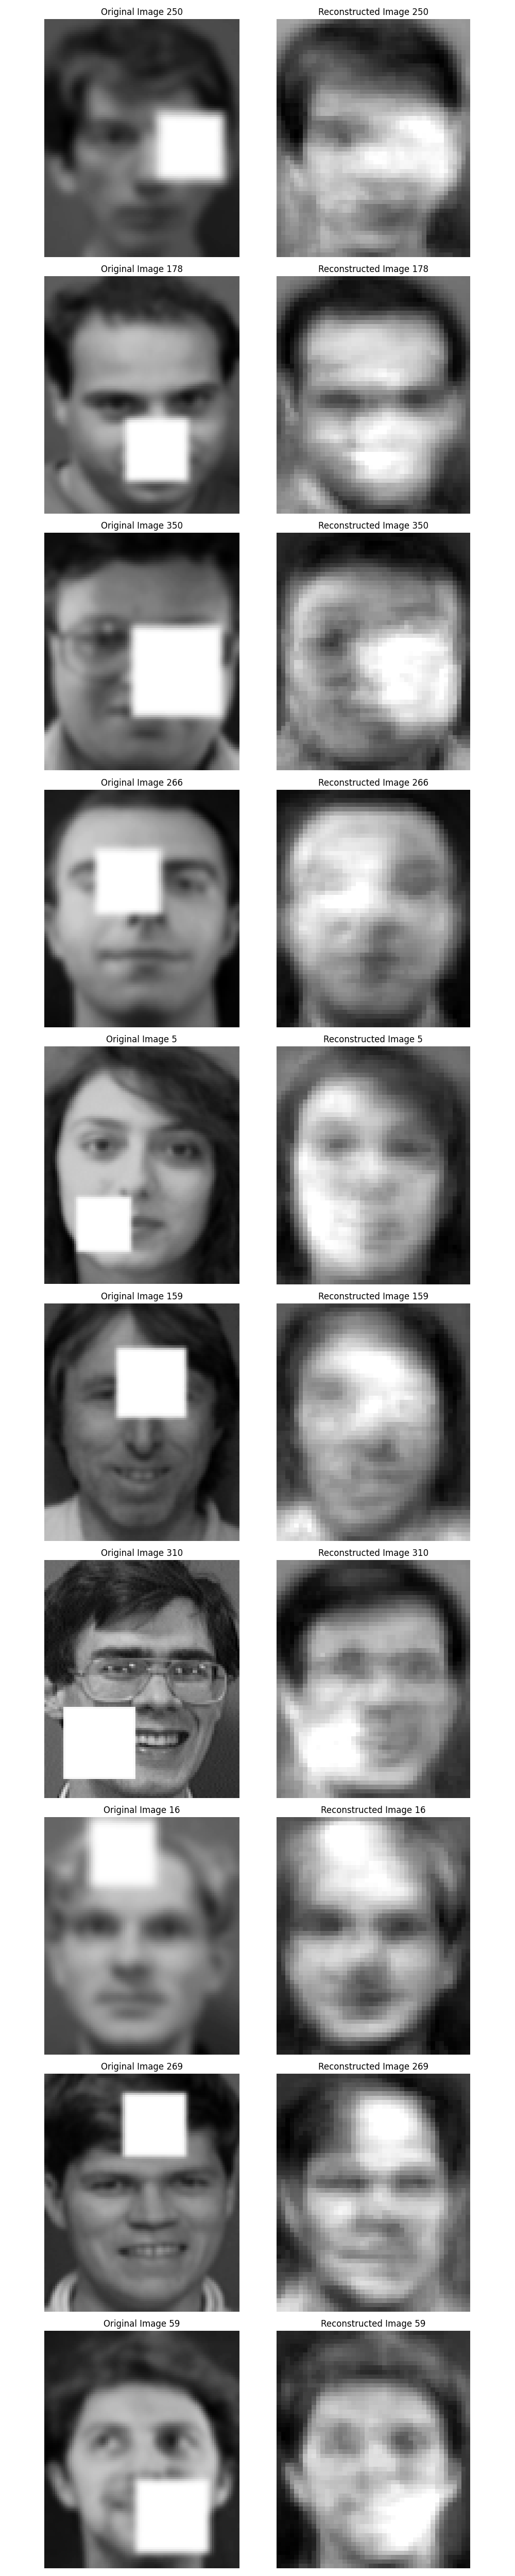 Original Image 250
Reconstructed Image 250
Original Image 178
Reconstructed Image 178
Original Image 350
Reconstructed Image 350
Original Image 266
Reconstructed Image 266
Original Image 5
Reconstructed Image 5
Original Image 159
Reconstructed Image 159
Original Image 310
Reconstructed Image 310
Original Image 16
Reconstructed Image 16
Original Image 269
Reconstructed Image 269
Original Image 59
Reconstructed Image 59